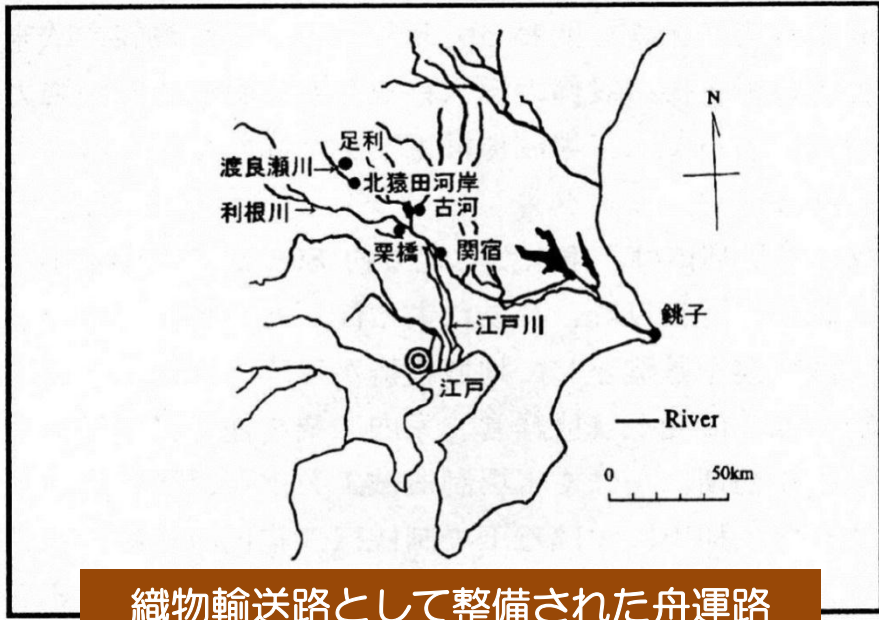 N
足利
渡良瀬川→
北猿田河岸
利根川→
古河
栗橋
関宿
←江戸川
銚子
江戸
River
0 50km
織物輸送路として整備された舟運路